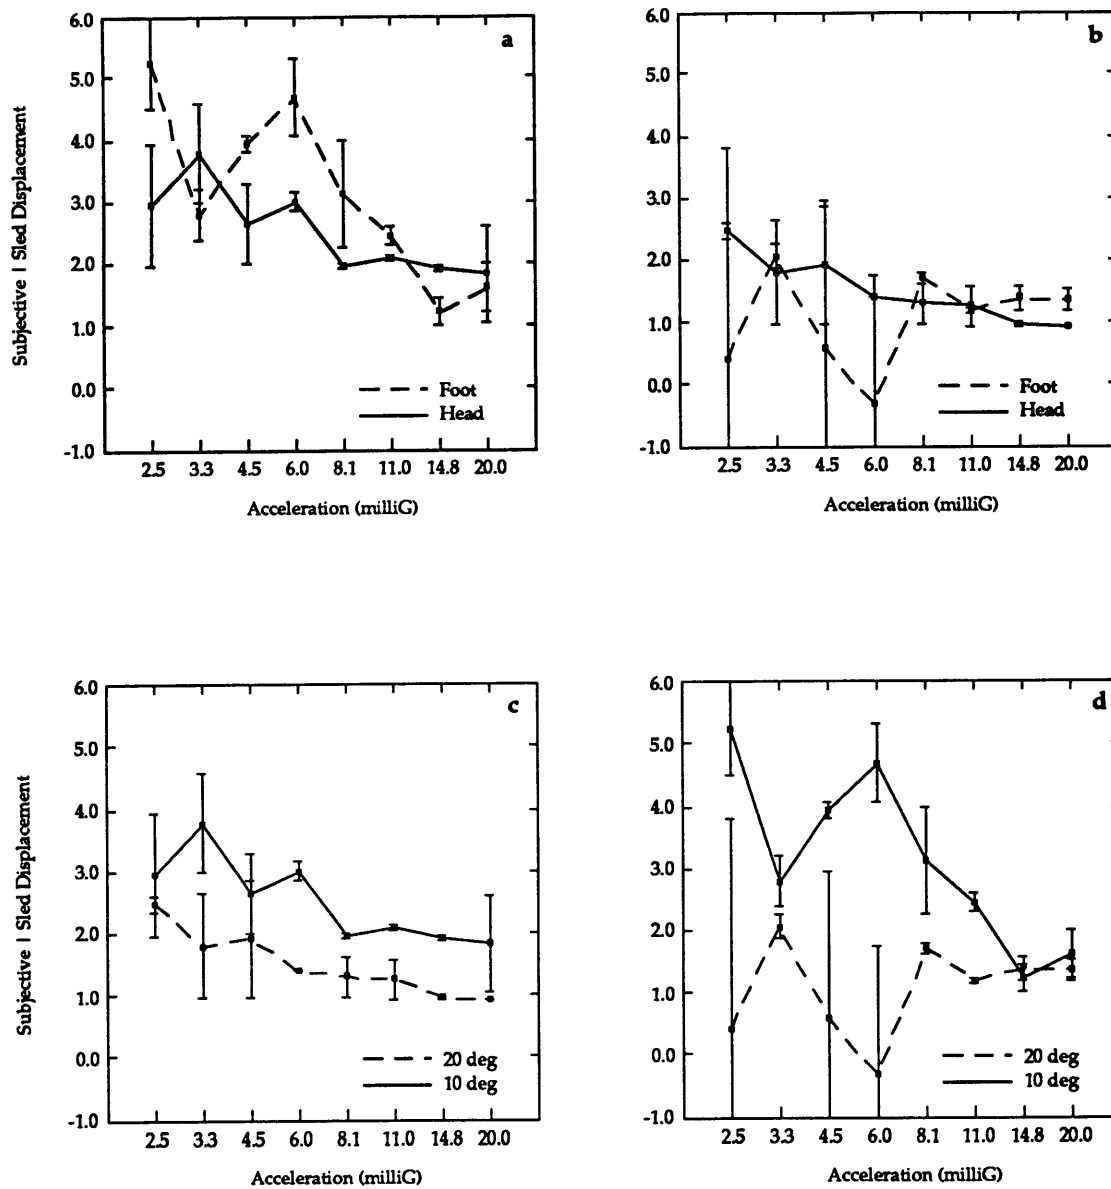 a
6.0
5.0
4.0
3.0
2.0
1.0
0.0
-1.0
Subjective | Sled Displacement
Foot
Head
2.5 3.3 4.5 6.0 8.1 11.0 14.8 20.0
Acceleration (milliG)
b
6.0
5.0
4.0
3.0
2.0
1.0
0.0
-1.0
Foot
Head
2.5 3.3 4.5 6.0 8.1 11.0 14.8 20.0
Acceleration (milliG)
c
6.0
5.0
4.0
3.0
2.0
1.0
0.0
-1.0
Subjective | Sled Displacement
20 deg
10 deg
2.5 3.3 4.5 6.0 8.1 11.0 14.8 20.0
Acceleration (milliG)
d
6.0
5.0
4.0
3.0
2.0
1.0
0.0
-1.0
20 deg
10 deg
2.5 3.3 4.5 6.0 8.1 11.0 14.8 20.0
Acceleration (milliG)